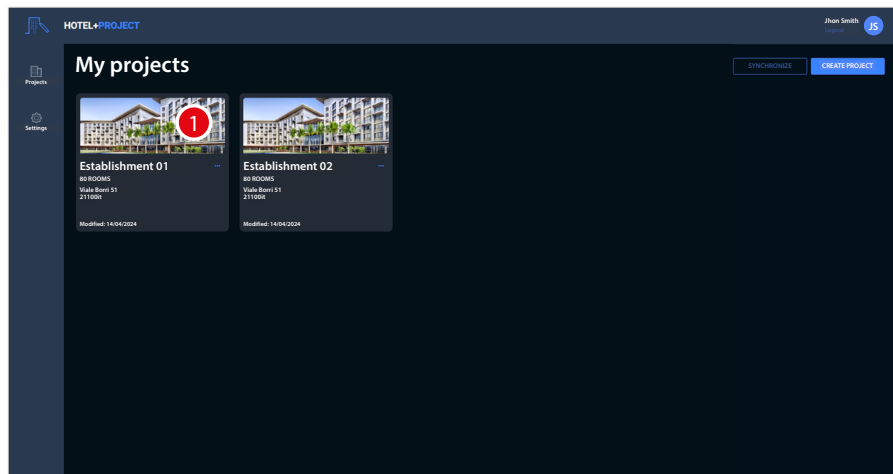 HOTEL+PROJECT
Jhon Smith
Logout
JS
Projects
Settings
My projects
SYNCHRONIZE
CREATE PROJECT
1
Establishment 01
80 ROOMS
Viale Borri 51
21100it
Modified: 14/04/2024
Establishment 02
80 ROOMS
Viale Borri 51
21100it
Modified: 14/04/2024